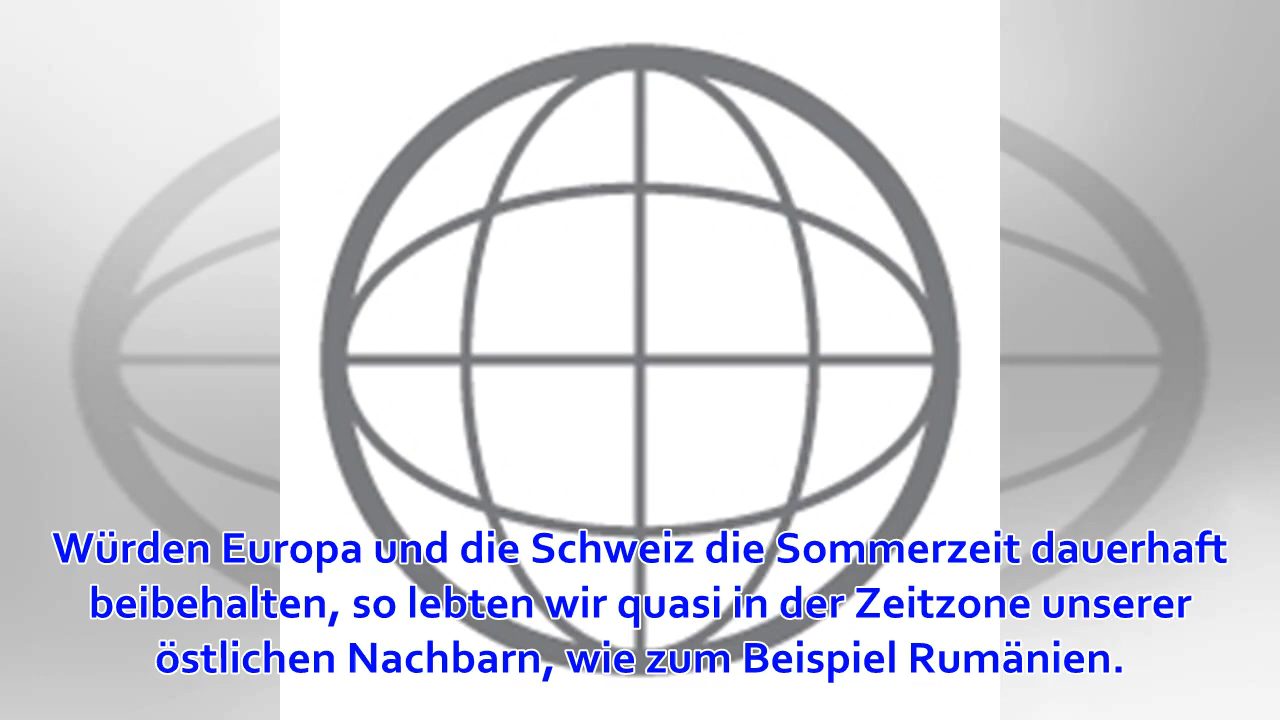 Würden Europa und die Schweiz die Sommerzeit dauerhaft
beibehalten, so lebten wir quasi in der Zeitzone unserer
östlichen Nachbarn, wie zum Beispiel Rumänien.